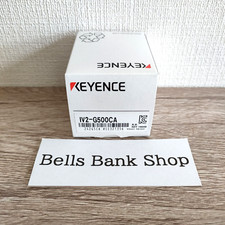 KEYENCE
KEYENCE
IV2-G500CA
Bells Bank Shop